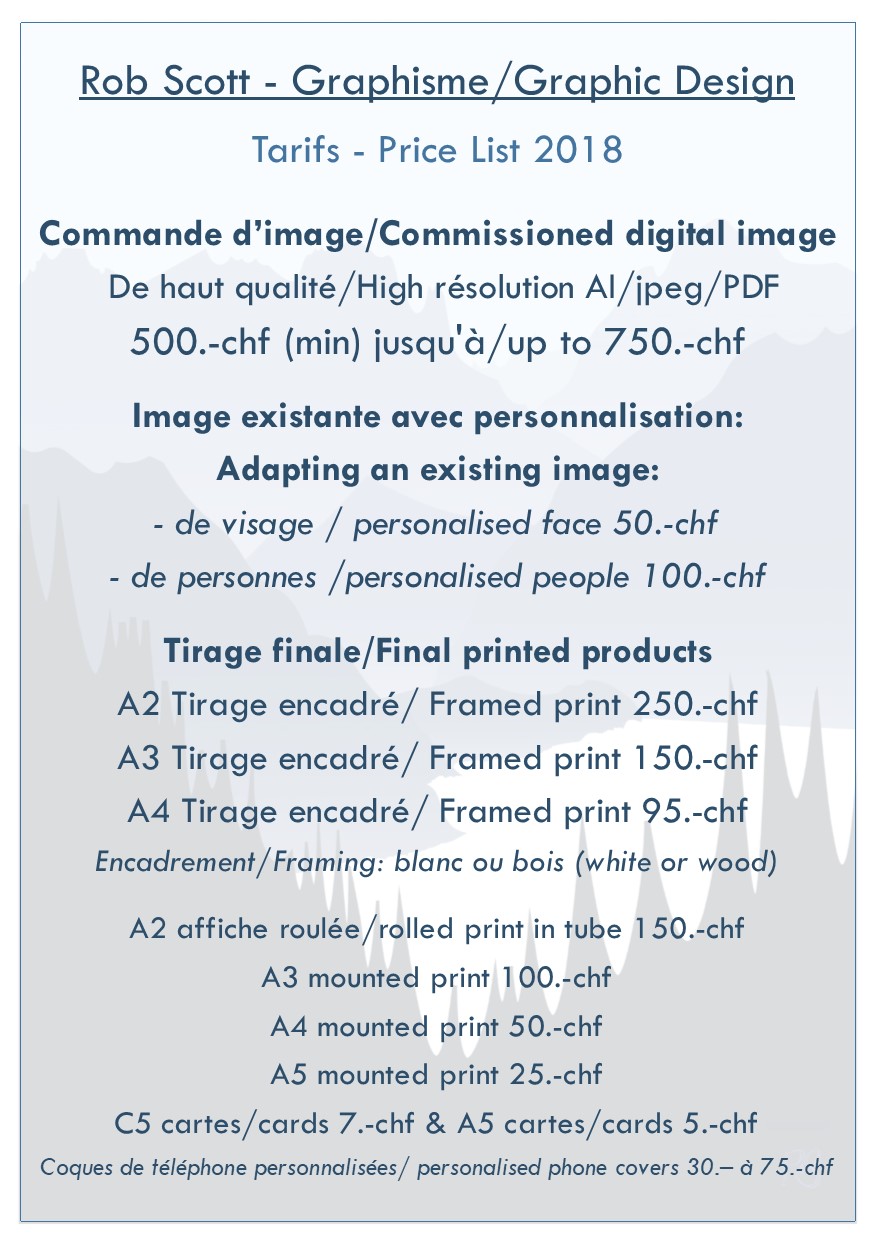 Rob Scott - Graphisme/Graphic Design
Tarifs - Price List 2018
Commande d’image/Commissioned digital image
De haut qualité/High résolution AI/jpeg/PDF
500.-chf (min) jusqu'à/up to 750.-chf
Image existante avec personnalisation:
Adapting an existing image:
- de visage / personalised face 50.-chf
- de personnes /personalised people 100.-chf
Tirage finale/Final printed products
A2 Tirage encadré/ Framed print 250.-chf
A3 Tirage encadré/ Framed print 150.-chf
A4 Tirage encadré/ Framed print 95.-chf
Encadrement/Framing: blanc ou bois (white or wood)
A2 affiche roulée/rolled print in tube 150.-chf
A3 mounted print 100.-chf
A4 mounted print 50.-chf
A5 mounted print 25.-chf
C5 cartes/cards 7.-chf & A5 cartes/cards 5.-chf
Coques de téléphone personnalisées/ personalised phone covers 30.– à 75.-chf